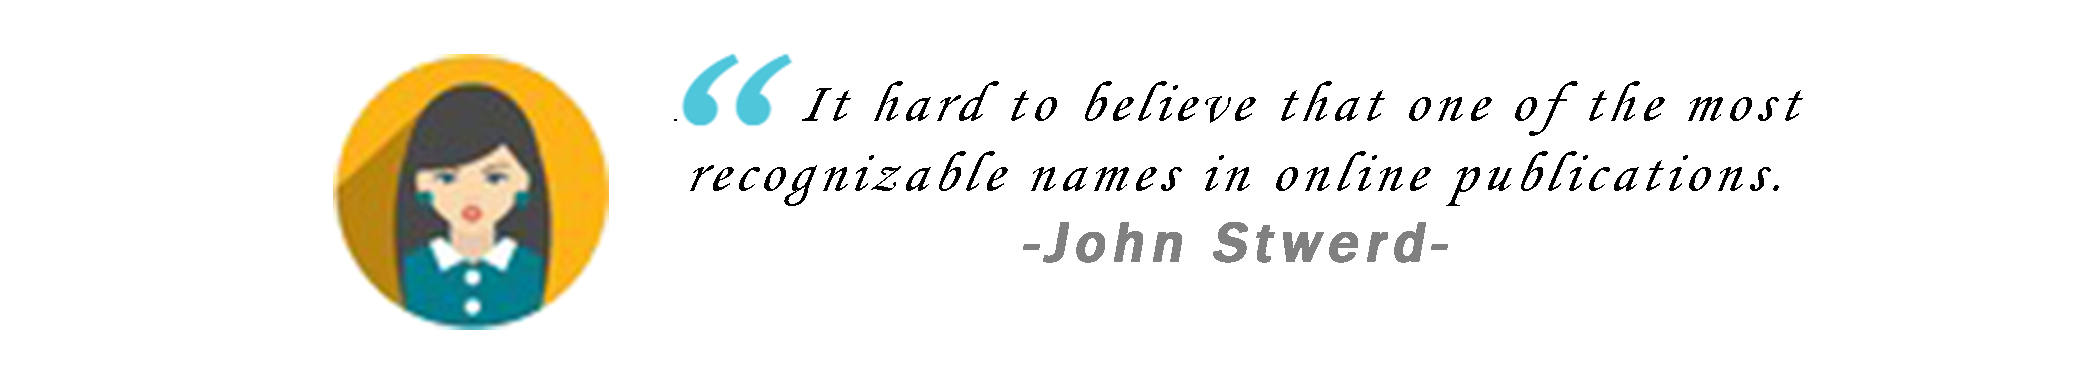 “ It hard to believe that one of the most
recognizable names in online publications.
-John Stwerd-